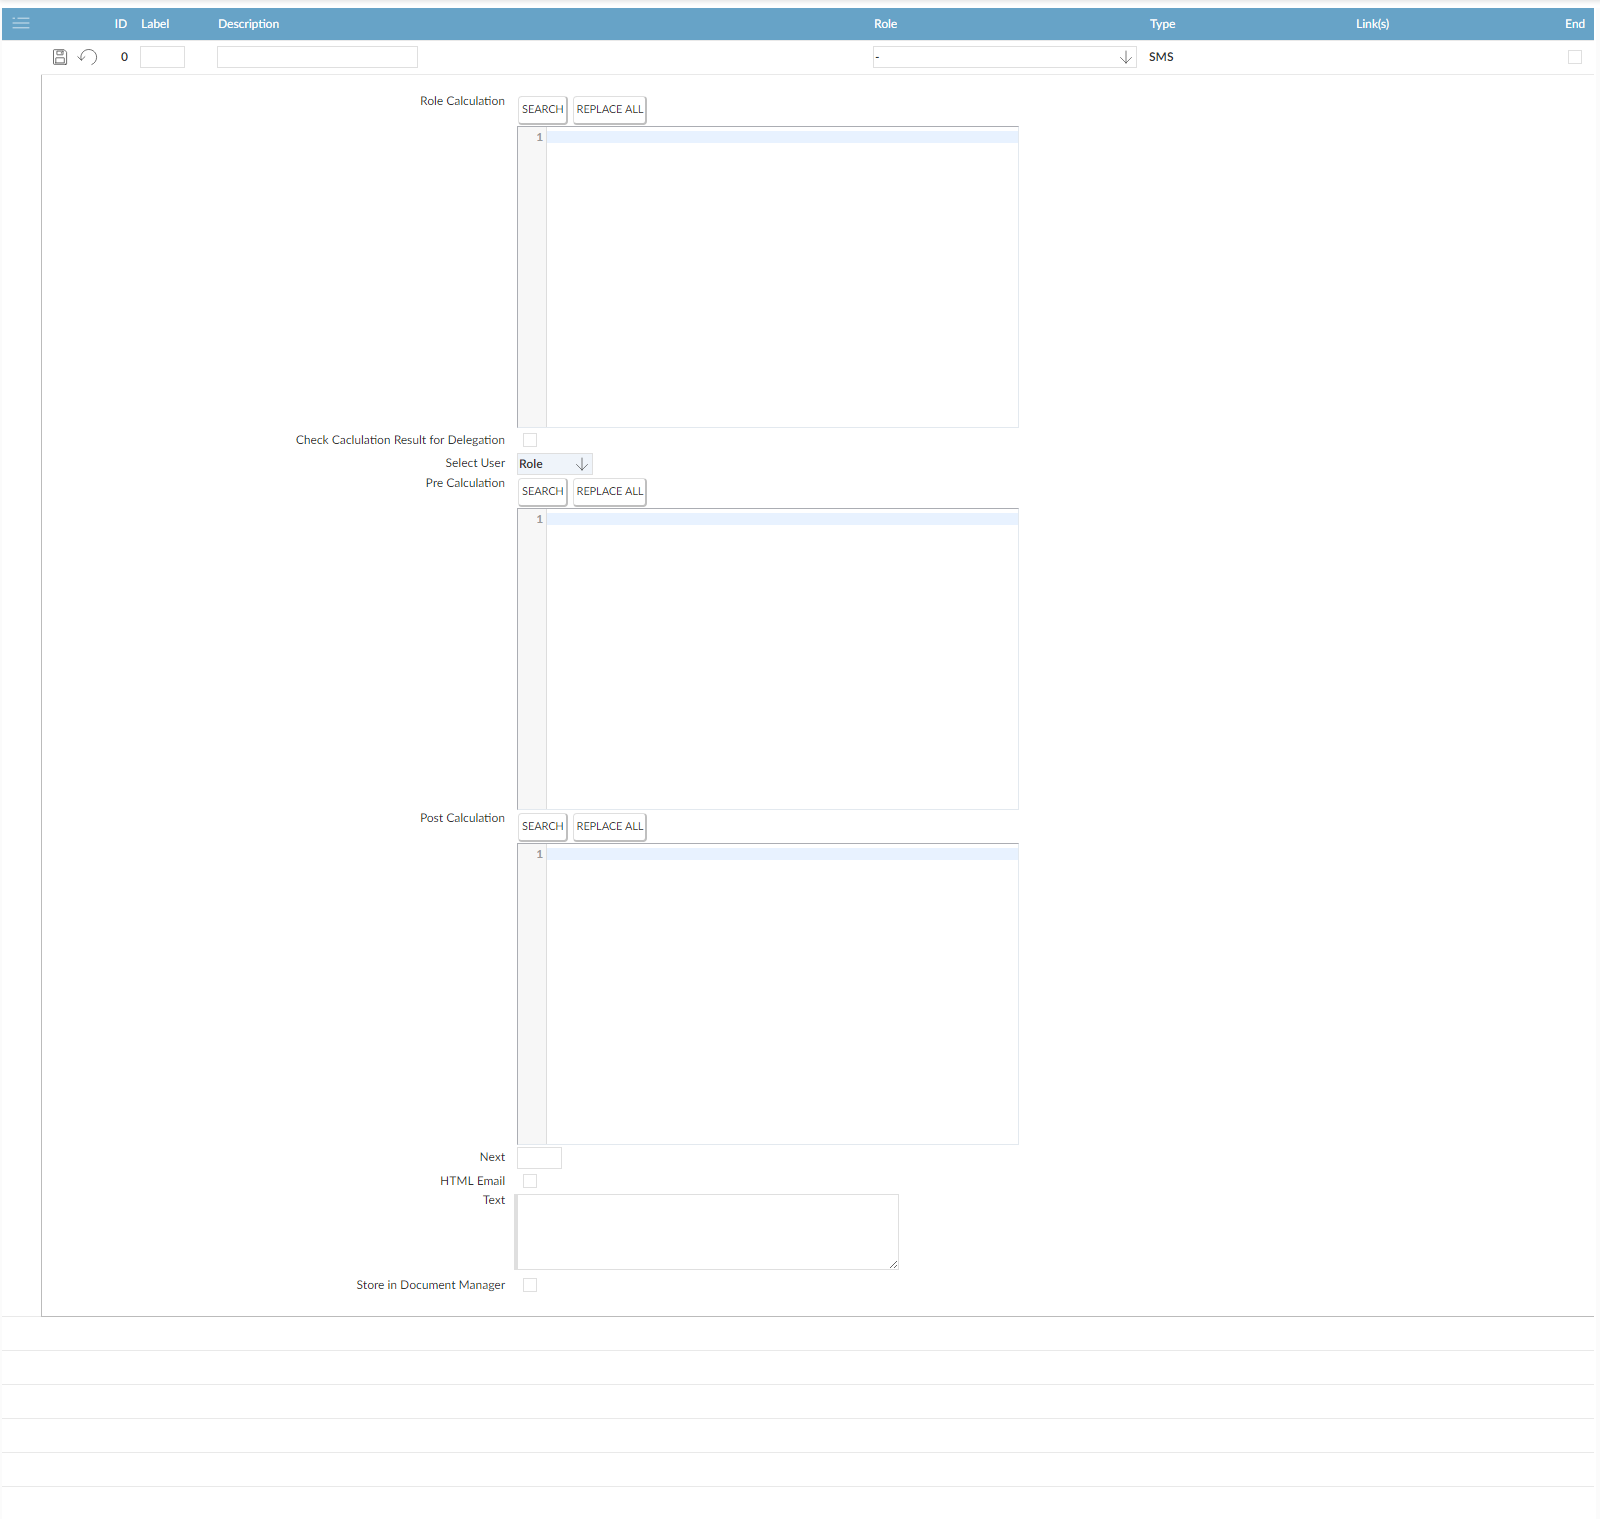 ID Label Description Role Type Link(s) End
0 - SMS
Role Calculation SEARCH REPLACE ALL
1
Check Caclulation Result for Delegation
Select User Role
Pre Calculation SEARCH REPLACE ALL
1
Post Calculation SEARCH REPLACE ALL
1
Next
HTML Email
Text
Store in Document Manager